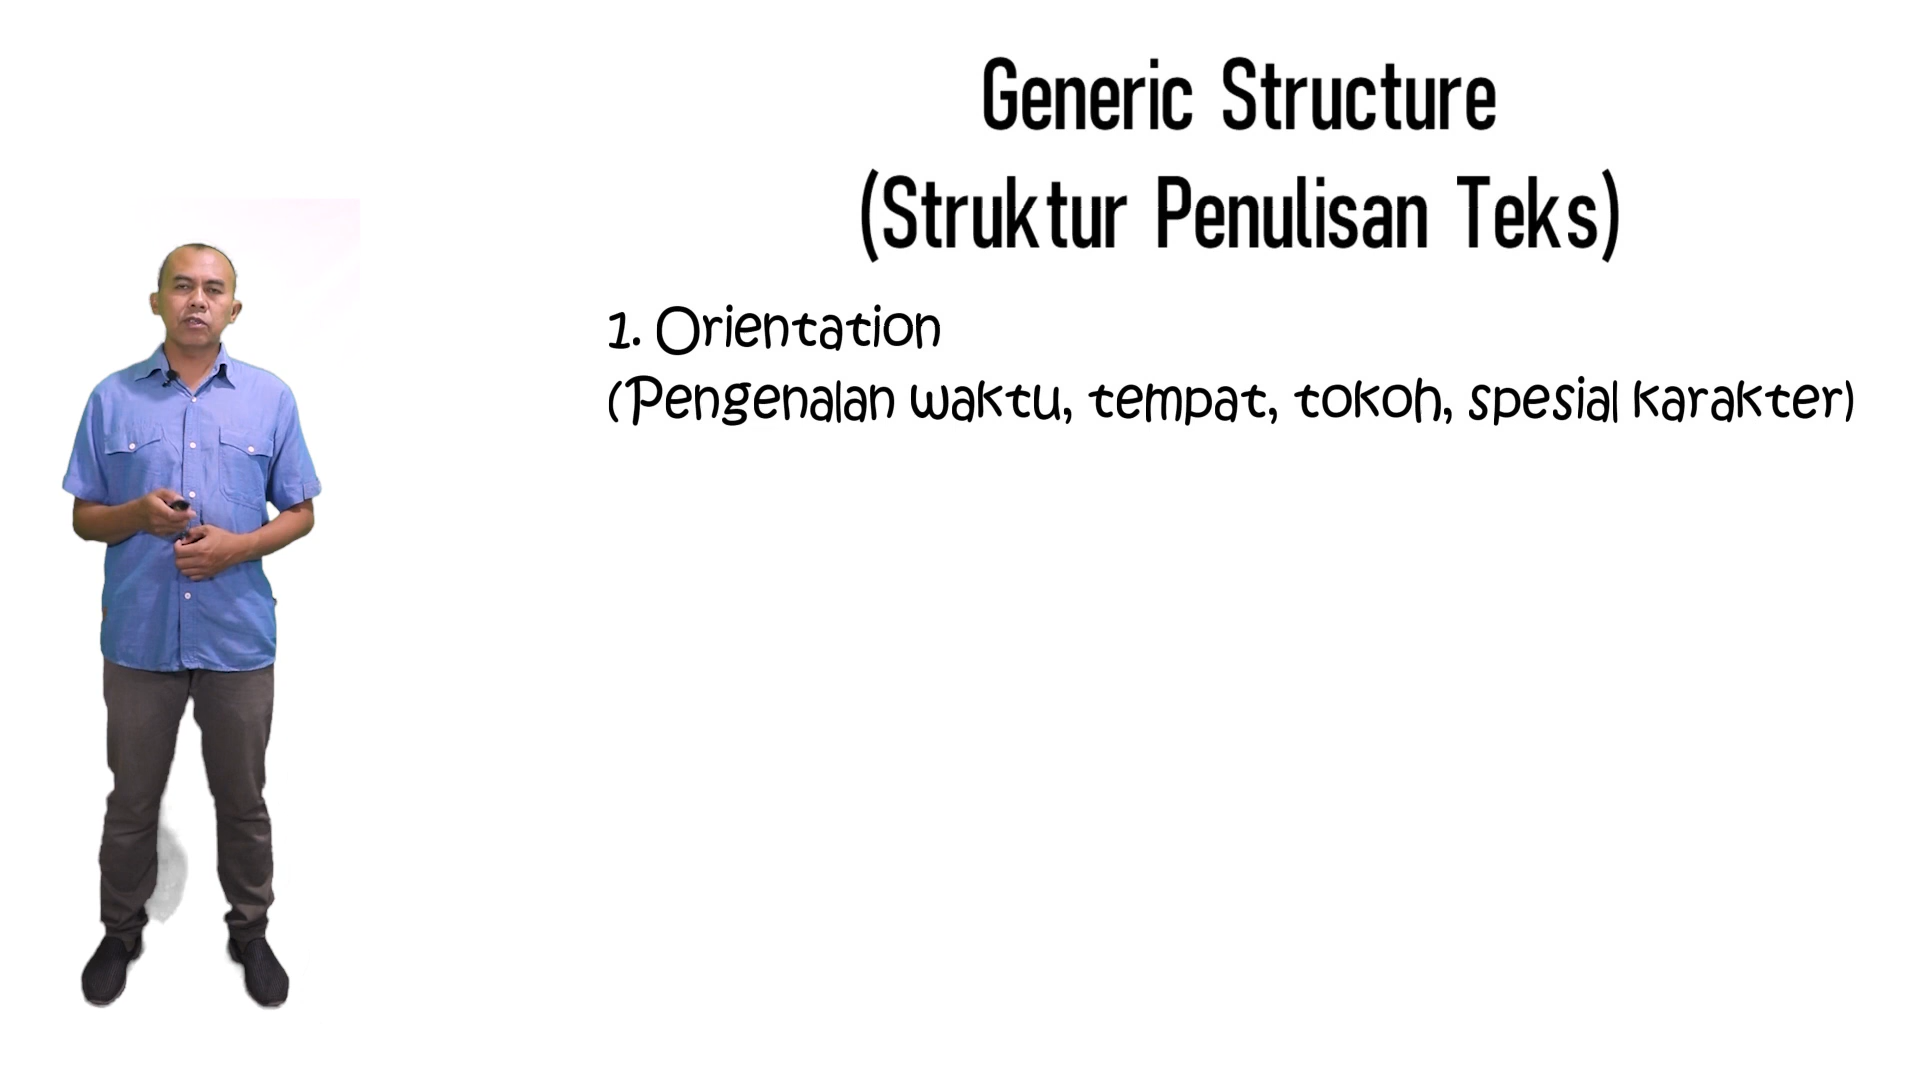 Generic Structure
(Struktur Penulisan Teks)
1. Orientation
(Pengenalan waktu, tempat, tokoh, spesial karakter)